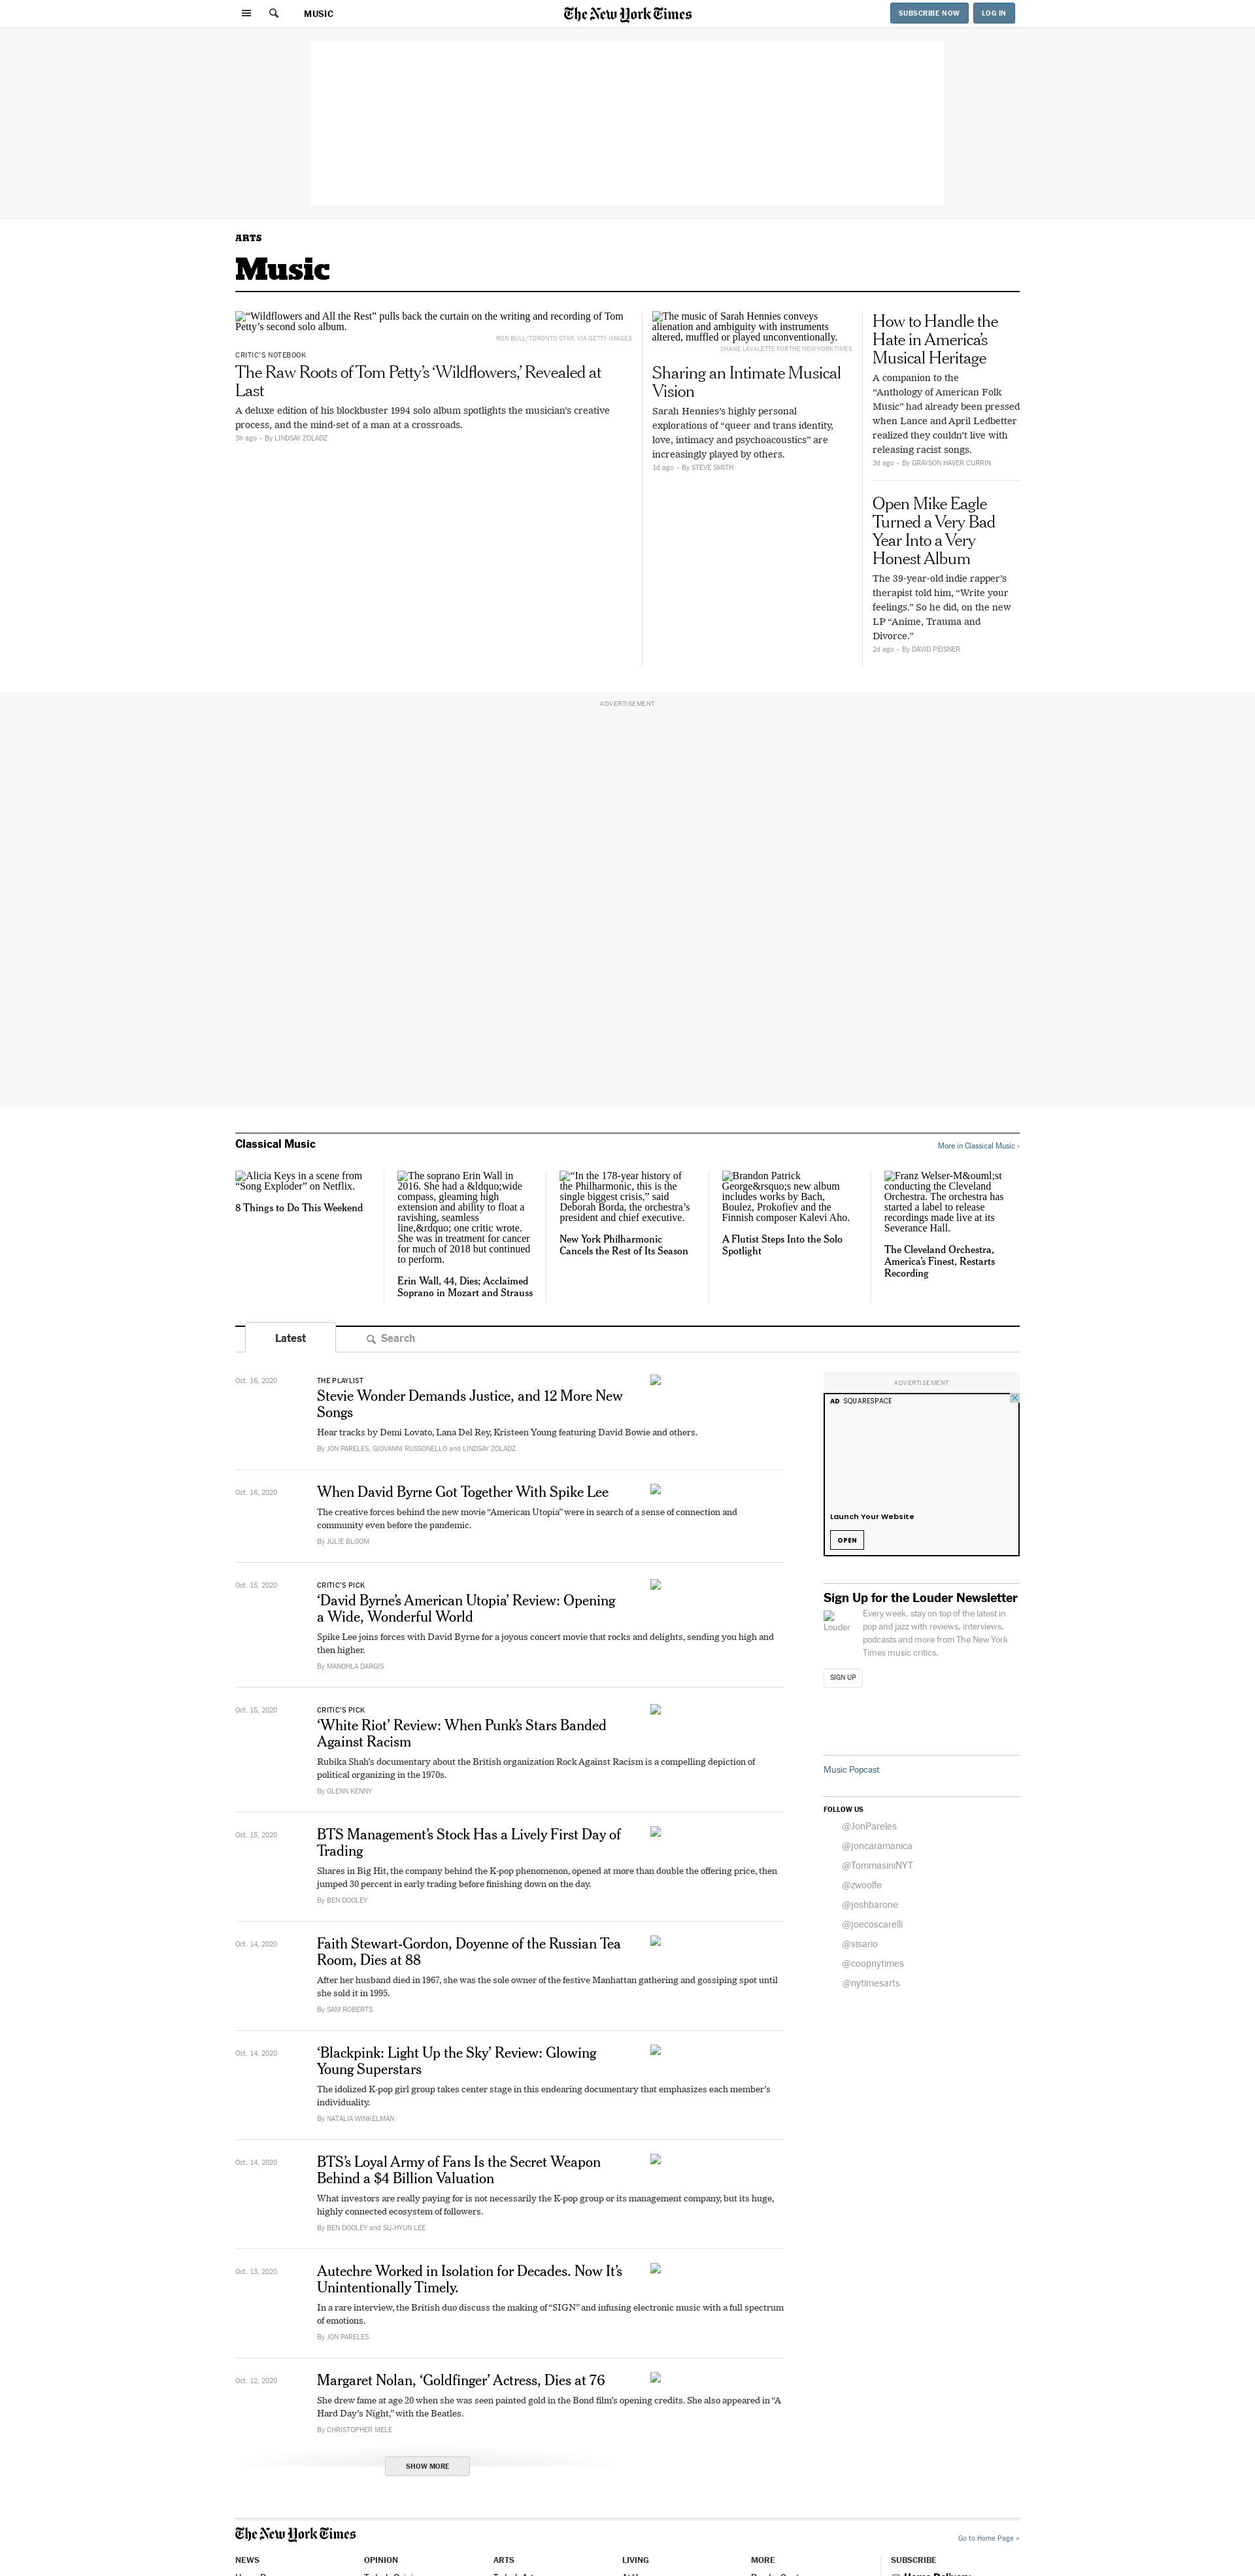 MUSIC
The New York Times
SUBSCRIBE NOW
LOG IN
ARTS
Music
“Wildflowers and All the Rest” pulls back the curtain on the writing and recording of Tom
Petty’s second solo album.
RON BULL/TORONTO STAR, VIA GETTY IMAGES
CRITIC’S NOTEBOOK
The Raw Roots of Tom Petty’s ‘Wildflowers,’ Revealed at
Last
A deluxe edition of his blockbuster 1994 solo album spotlights the musician’s creative
process, and the mind-set of a man at a crossroads.
3h ago • By LINDSAY ZOLADZ
The music of Sarah Hennies conveys
alienation and ambiguity with instruments
altered, muffled or played unconventionally.
SHANE LAVALETTE FOR THE NEW YORK TIMES
Sharing an Intimate Musical
Vision
Sarah Hennies’s highly personal
explorations of “queer and trans identity,
love, intimacy and psychoacoustics” are
increasingly played by others.
1d ago • By STEVE SMITH
How to Handle the
Hate in America’s
Musical Heritage
A companion to the
“Anthology of American Folk
Music” had already been pressed
when Lance and April Ledbetter
realized they couldn’t live with
releasing racist songs.
3d ago • By GRAYSON HAVER CURRIN
Open Mike Eagle
Turned a Very Bad
Year Into a Very
Honest Album
The 39-year-old indie rapper’s
therapist told him, “Write your
feelings.” So he did, on the new
LP “Anime, Trauma and
Divorce.”
2d ago • By DAVID PEISNER
ADVERTISEMENT
Classical Music
More in Classical Music ›
Alicia Keys in a scene from
“Song Exploder” on Netflix.
8 Things to Do This Weekend
The soprano Erin Wall in
2016. She had a &ldquo;wide
compass, gleaming high
extension and ability to float a
ravishing, seamless
line,&rdquo; one critic wrote.
She was in treatment for cancer
for much of 2018 but continued
to perform.
Erin Wall, 44, Dies; Acclaimed
Soprano in Mozart and Strauss
“In the 178-year history of
the Philharmonic, this is the
single biggest crisis,” said
Deborah Borda, the orchestra’s
president and chief executive.
New York Philharmonic
Cancels the Rest of Its Season
Brandon Patrick
George&rsquo;s new album
includes works by Bach,
Boulez, Prokofiev and the
Finnish composer Kalevi Aho.
A Flutist Steps Into the Solo
Spotlight
Franz Welser-M&ouml;st
conducting the Cleveland
Orchestra. The orchestra has
started a label to release
recordings made live at its
Severance Hall.
The Cleveland Orchestra,
America’s Finest, Restarts
Recording
Latest
Search
Oct. 16, 2020
THE PLAYLIST
Stevie Wonder Demands Justice, and 12 More New
Songs
Hear tracks by Demi Lovato, Lana Del Rey, Kristeen Young featuring David Bowie and others.
By JON PARELES, GIOVANNI RUSSONELLO and LINDSAY ZOLADZ
Oct. 16, 2020
When David Byrne Got Together With Spike Lee
The creative forces behind the new movie “American Utopia” were in search of a sense of connection and
community even before the pandemic.
By JULIE BLOOM
Oct. 15, 2020
CRITIC’S PICK
‘David Byrne’s American Utopia’ Review: Opening
a Wide, Wonderful World
Spike Lee joins forces with David Byrne for a joyous concert movie that rocks and delights, sending you high and
then higher.
By MANOHLA DARGIS
Oct. 15, 2020
CRITIC’S PICK
‘White Riot’ Review: When Punk’s Stars Banded
Against Racism
Rubika Shah’s documentary about the British organization Rock Against Racism is a compelling depiction of
political organizing in the 1970s.
By GLENN KENNY
Oct. 15, 2020
BTS Management’s Stock Has a Lively First Day of
Trading
Shares in Big Hit, the company behind the K-pop phenomenon, opened at more than double the offering price, then
jumped 30 percent in early trading before finishing down on the day.
By BEN DOOLEY
Oct. 14, 2020
Faith Stewart-Gordon, Doyenne of the Russian Tea
Room, Dies at 88
After her husband died in 1967, she was the sole owner of the festive Manhattan gathering and gossiping spot until
she sold it in 1995.
By SAM ROBERTS
Oct. 14, 2020
‘Blackpink: Light Up the Sky’ Review: Glowing
Young Superstars
The idolized K-pop girl group takes center stage in this endearing documentary that emphasizes each member’s
individuality.
By NATALIA WINKELMAN
Oct. 14, 2020
BTS’s Loyal Army of Fans Is the Secret Weapon
Behind a $4 Billion Valuation
What investors are really paying for is not necessarily the K-pop group or its management company, but its huge,
highly connected ecosystem of followers.
By BEN DOOLEY and SU-HYUN LEE
Oct. 13, 2020
Autechre Worked in Isolation for Decades. Now It’s
Unintentionally Timely.
In a rare interview, the British duo discuss the making of “SIGN” and infusing electronic music with a full spectrum
of emotions.
By JON PARELES
Oct. 12, 2020
Margaret Nolan, ‘Goldfinger’ Actress, Dies at 76
She drew fame at age 20 when she was seen painted gold in the Bond film’s opening credits. She also appeared in “A
Hard Day’s Night,” with the Beatles.
By CHRISTOPHER MELE
SHOW MORE
ADVERTISEMENT
AD SQUARESPACE
Launch Your Website
OPEN
Sign Up for the Louder Newsletter
Louder
Every week, stay on top of the latest in
pop and jazz with reviews, interviews,
podcasts and more from The New York
Times music critics.
SIGN UP
Music Popcast
FOLLOW US
@JonPareles
@joncaramanica
@TommasiniNYT
@zwoolfe
@joshbarone
@joecoscarelli
@sisario
@coopnytimes
@nytimesarts
The New York Times
Go to Home Page »
NEWS
OPINION
ARTS
LIVING
MORE
SUBSCRIBE